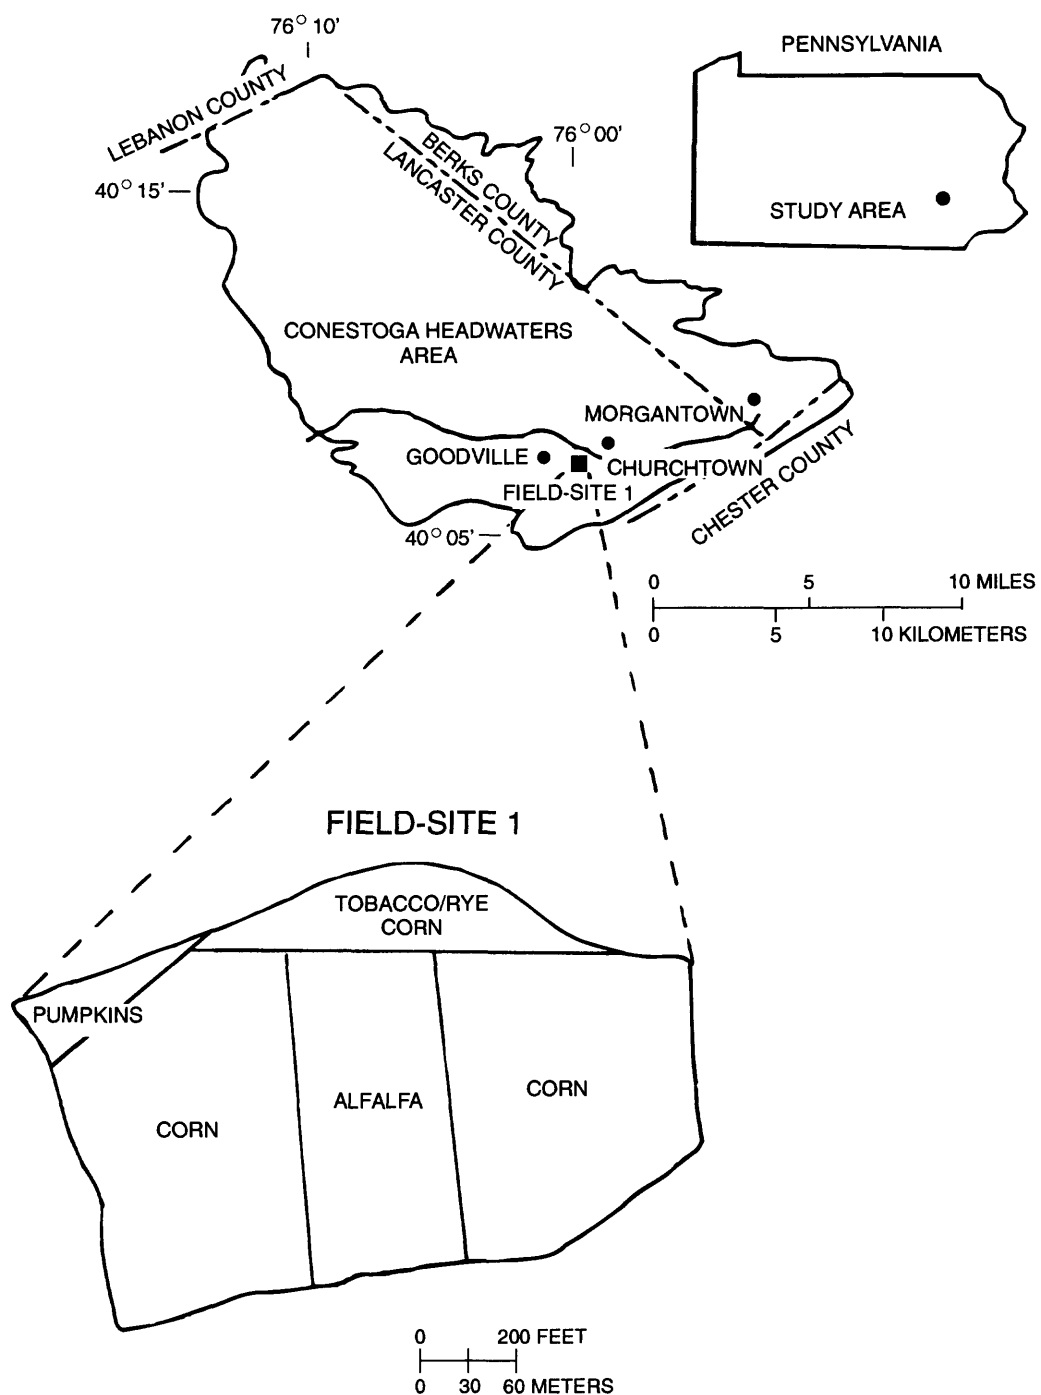 76° 10'
PENNSYLVANIA
LEBANON COUNTY
76° 00'
BERKS COUNTY
LANCASTER COUNTY
40° 15'
STUDY AREA
CONESTOGA HEADWATERS
AREA
MORGANTOWN
GOODVILLE
CHURCHTOWN
FIELD-SITE 1
CHESTER COUNTY
40° 05'
0 5 10 MILES
0 5 10 KILOMETERS
FIELD-SITE 1
TOBACCO/RYE
CORN
PUMPKINS
CORN
ALFALFA
CORN
0 200 FEET
0 30 60 METERS